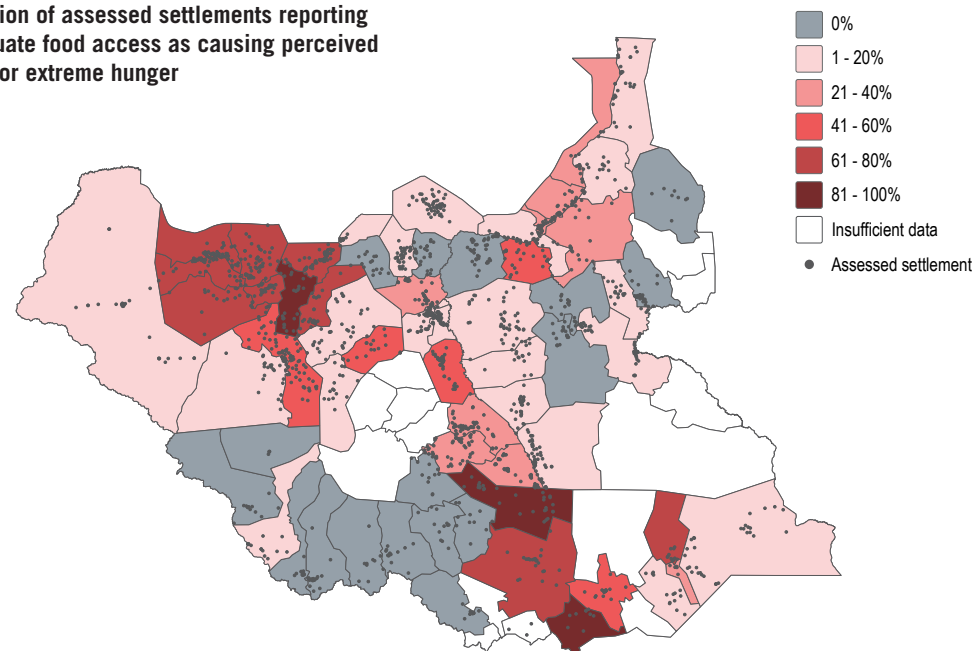 ion of assessed settlements reporting
uate food access as causing perceived
or extreme hunger
0%
1 - 20%
21 - 40%
41 - 60%
61 - 80%
81 - 100%
Insufficient data
Assessed settlement